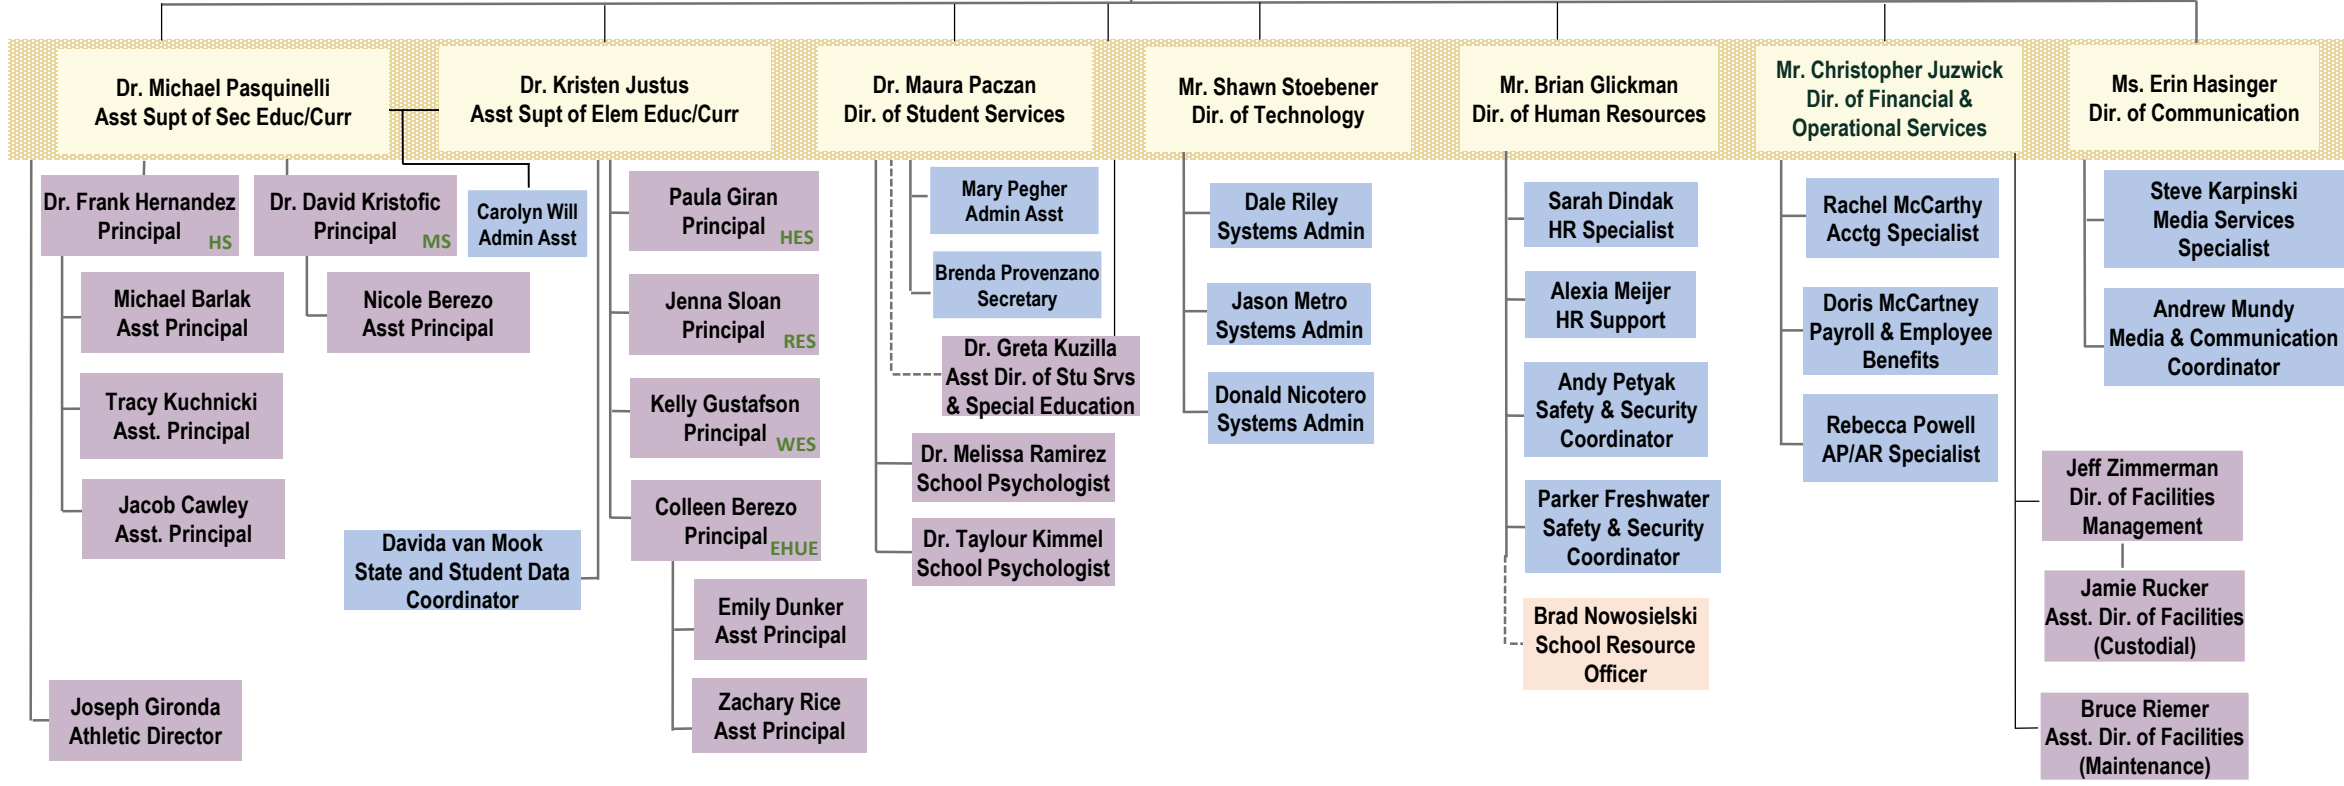 Dr. Michael Pasquinelli
Asst Supt of Sec Educ/Curr
Dr. Kristen Justus
Asst Supt of Elem Educ/Curr
Dr. Maura Paczan
Dir. of Student Services
Mr. Shawn Stoebener
Dir. of Technology
Mr. Brian Glickman
Dir. of Human Resources
Mr. Christopher Juzwick
Dir. of Financial &
Operational Services
Ms. Erin Hasinger
Dir. of Communication
Dr. Frank Hernandez
Principal
HS
Michael Barlak
Asst Principal
Tracy Kuchnicki
Asst. Principal
Jacob Cawley
Asst. Principal
Joseph Gironda
Athletic Director
Dr. David Kristofic
Principal
MS
Nicole Berezo
Asst Principal
Carolyn Will
Admin Asst
Davida van Mook
State and Student Data
Coordinator
Paula Giran
Principal
HES
Jenna Sloan
Principal
RES
Kelly Gustafson
Principal
WES
Colleen Berezo
Principal
EHUE
Emily Dunker
Asst Principal
Zachary Rice
Asst Principal
Mary Pegher
Admin Asst
Brenda Provenzano
Secretary
Dr. Greta Kuzilla
Asst Dir. of Stu Srvs
& Special Education
Dr. Melissa Ramirez
School Psychologist
Dr. Taylour Kimmel
School Psychologist
Dale Riley
Systems Admin
Jason Metro
Systems Admin
Donald Nicotero
Systems Admin
Sarah Dindak
HR Specialist
Alexia Meijer
HR Support
Andy Petyak
Safety & Security
Coordinator
Parker Freshwater
Safety & Security
Coordinator
Brad Nowosielski
School Resource
Officer
Rachel McCarthy
Acctg Specialist
Doris McCartney
Payroll & Employee
Benefits
Rebecca Powell
AP/AR Specialist
Jeff Zimmerman
Dir. of Facilities
Management
Jamie Rucker
Asst. Dir. of Facilities
(Custodial)
Bruce Riemer
Asst. Dir. of Facilities
(Maintenance)
Steve Karpinski
Media Services
Specialist
Andrew Mundy
Media & Communication
Coordinator